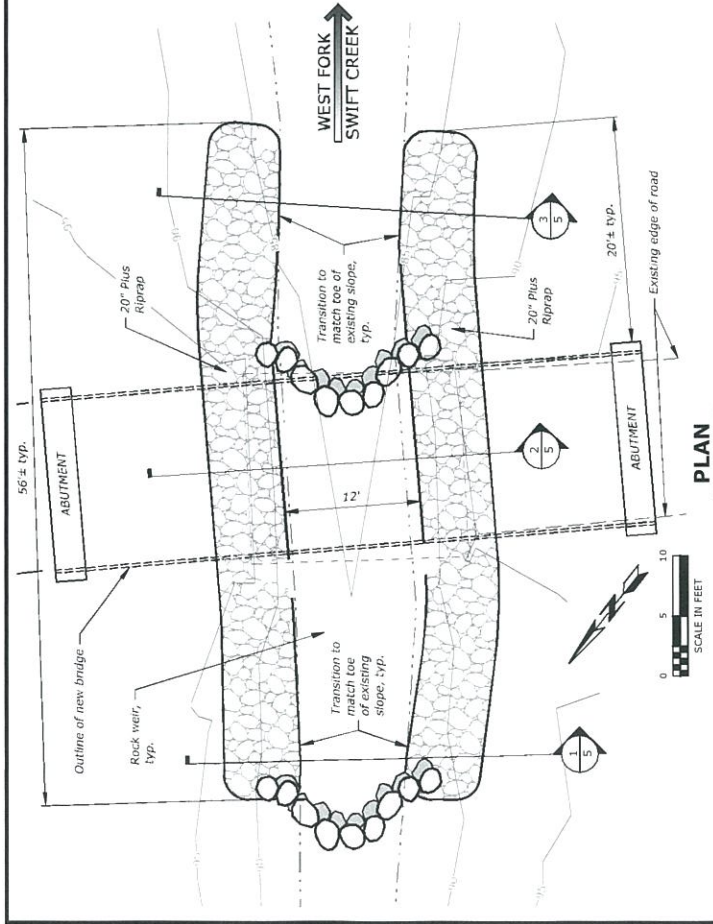 WEST FORK
SWIFT CREEK
56'± typ.
ABUTMENT
20" Plus
Riprap
Transition to
match toe of
existing slope,
typ.
20" Plus
Riprap
3
5
20'± typ.
Existing edge of road
2
5
12'
ABUTMENT
Outline of new bridge
Rock weir,
typ.
Transition to
match toe
of existing
slope, typ.
1
5
N
0 5 10
SCALE IN FEET
PLAN